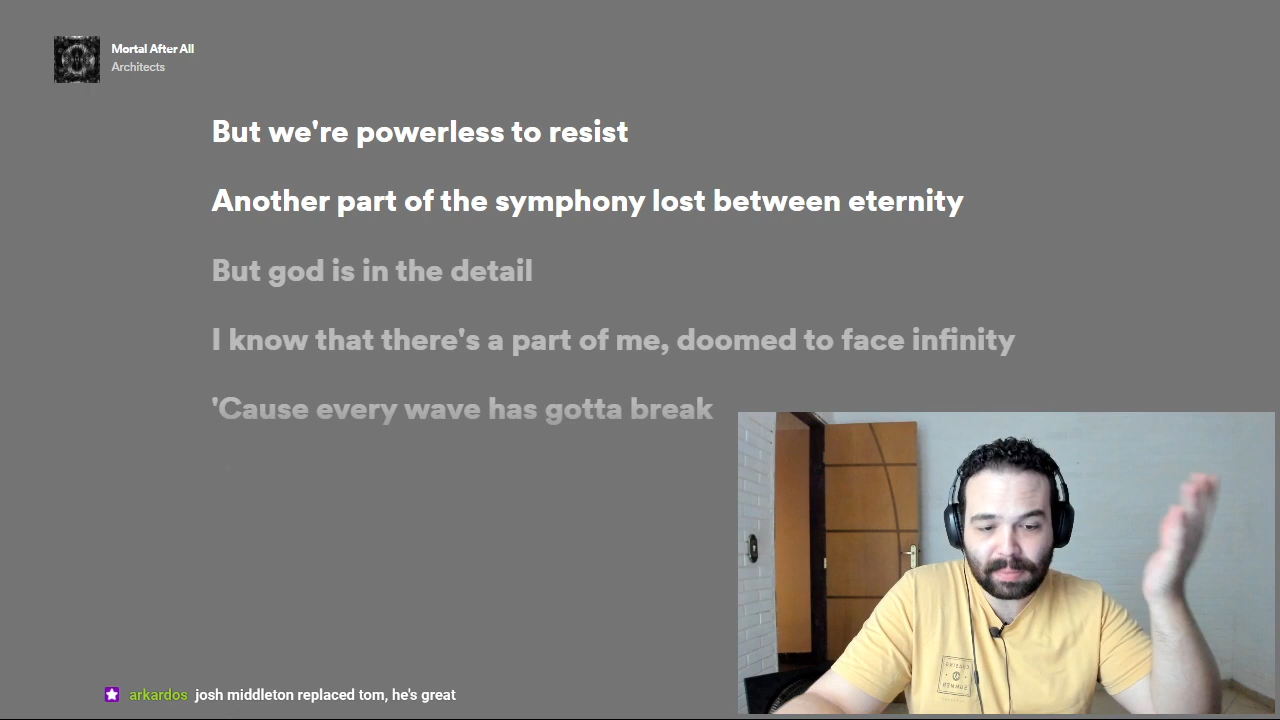 Mortal After All
Architects
But we're powerless to resist
Another part of the symphony lost between eternity
But god is in the detail
I know that there's a part of me, doomed to face infinity
'Cause every wave has gotta break
arkardos josh middleton replaced tom, he's great